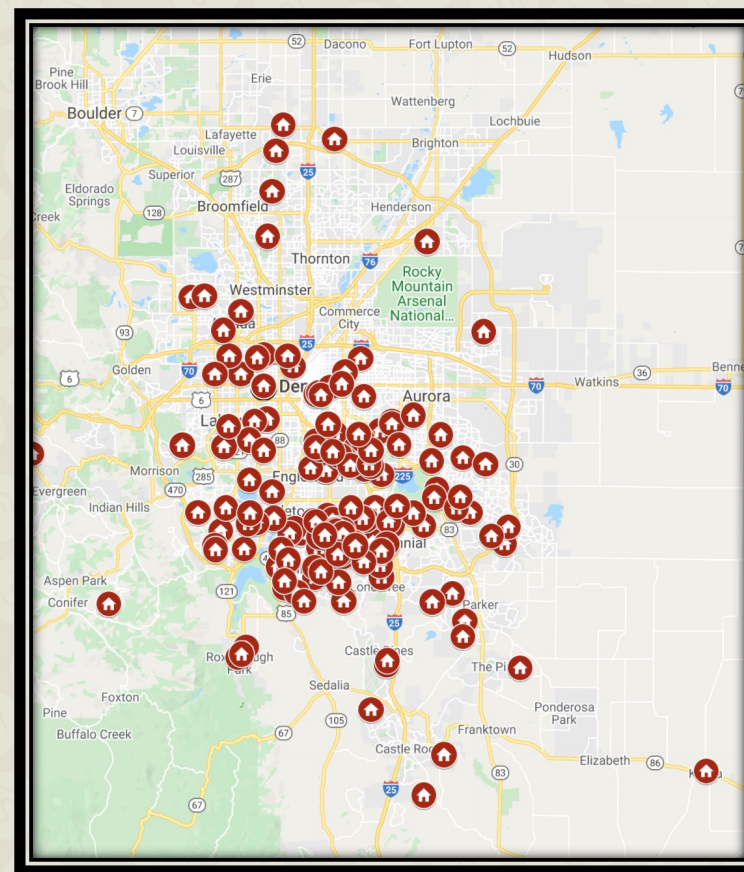 52
Dacono
Fort Lupton
52
Hudson
Pine
Brook Hill
Erie
Wattenberg
Boulder
7
Lochbuie
Lafayette
Louisville
Brighton
25
Superior
287
Eldorado
Springs
Creek
128
Broomfield
Henderson
Thornton
76
Rocky
Mountain
Arsenal
National...
Westminster
Commerce
City
93
25
Golden
70
6
6
Aurora
70
Watkins
36
70
88
Morrison
285
470
225
30
Evergreen
Indian Hills
83
Aspen Park
Conifer
121
85
Parker
25
Castle Pines
The
Park
Sedalia
Foxton
Pine
Buffalo Creek
105
67
Ponderosa
Park
Franktown
Castle
Elizabeth
86
83
25
67